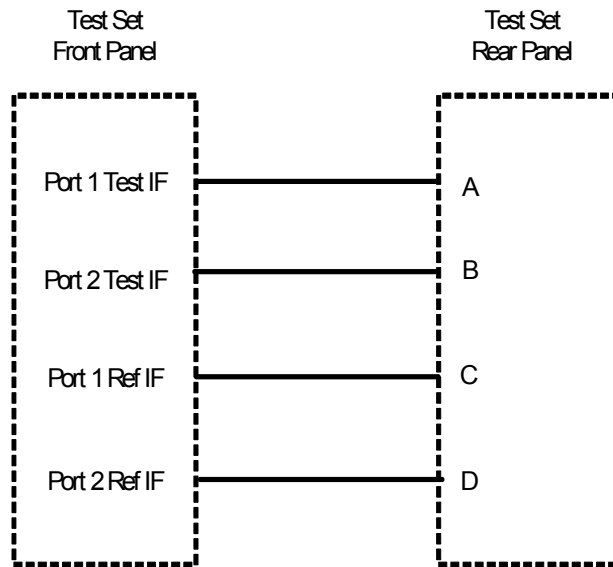 Test Set
Front Panel
Test Set
Rear Panel
Port 1 Test IF
A
Port 2 Test IF
B
Port 1 Ref IF
C
Port 2 Ref IF
D